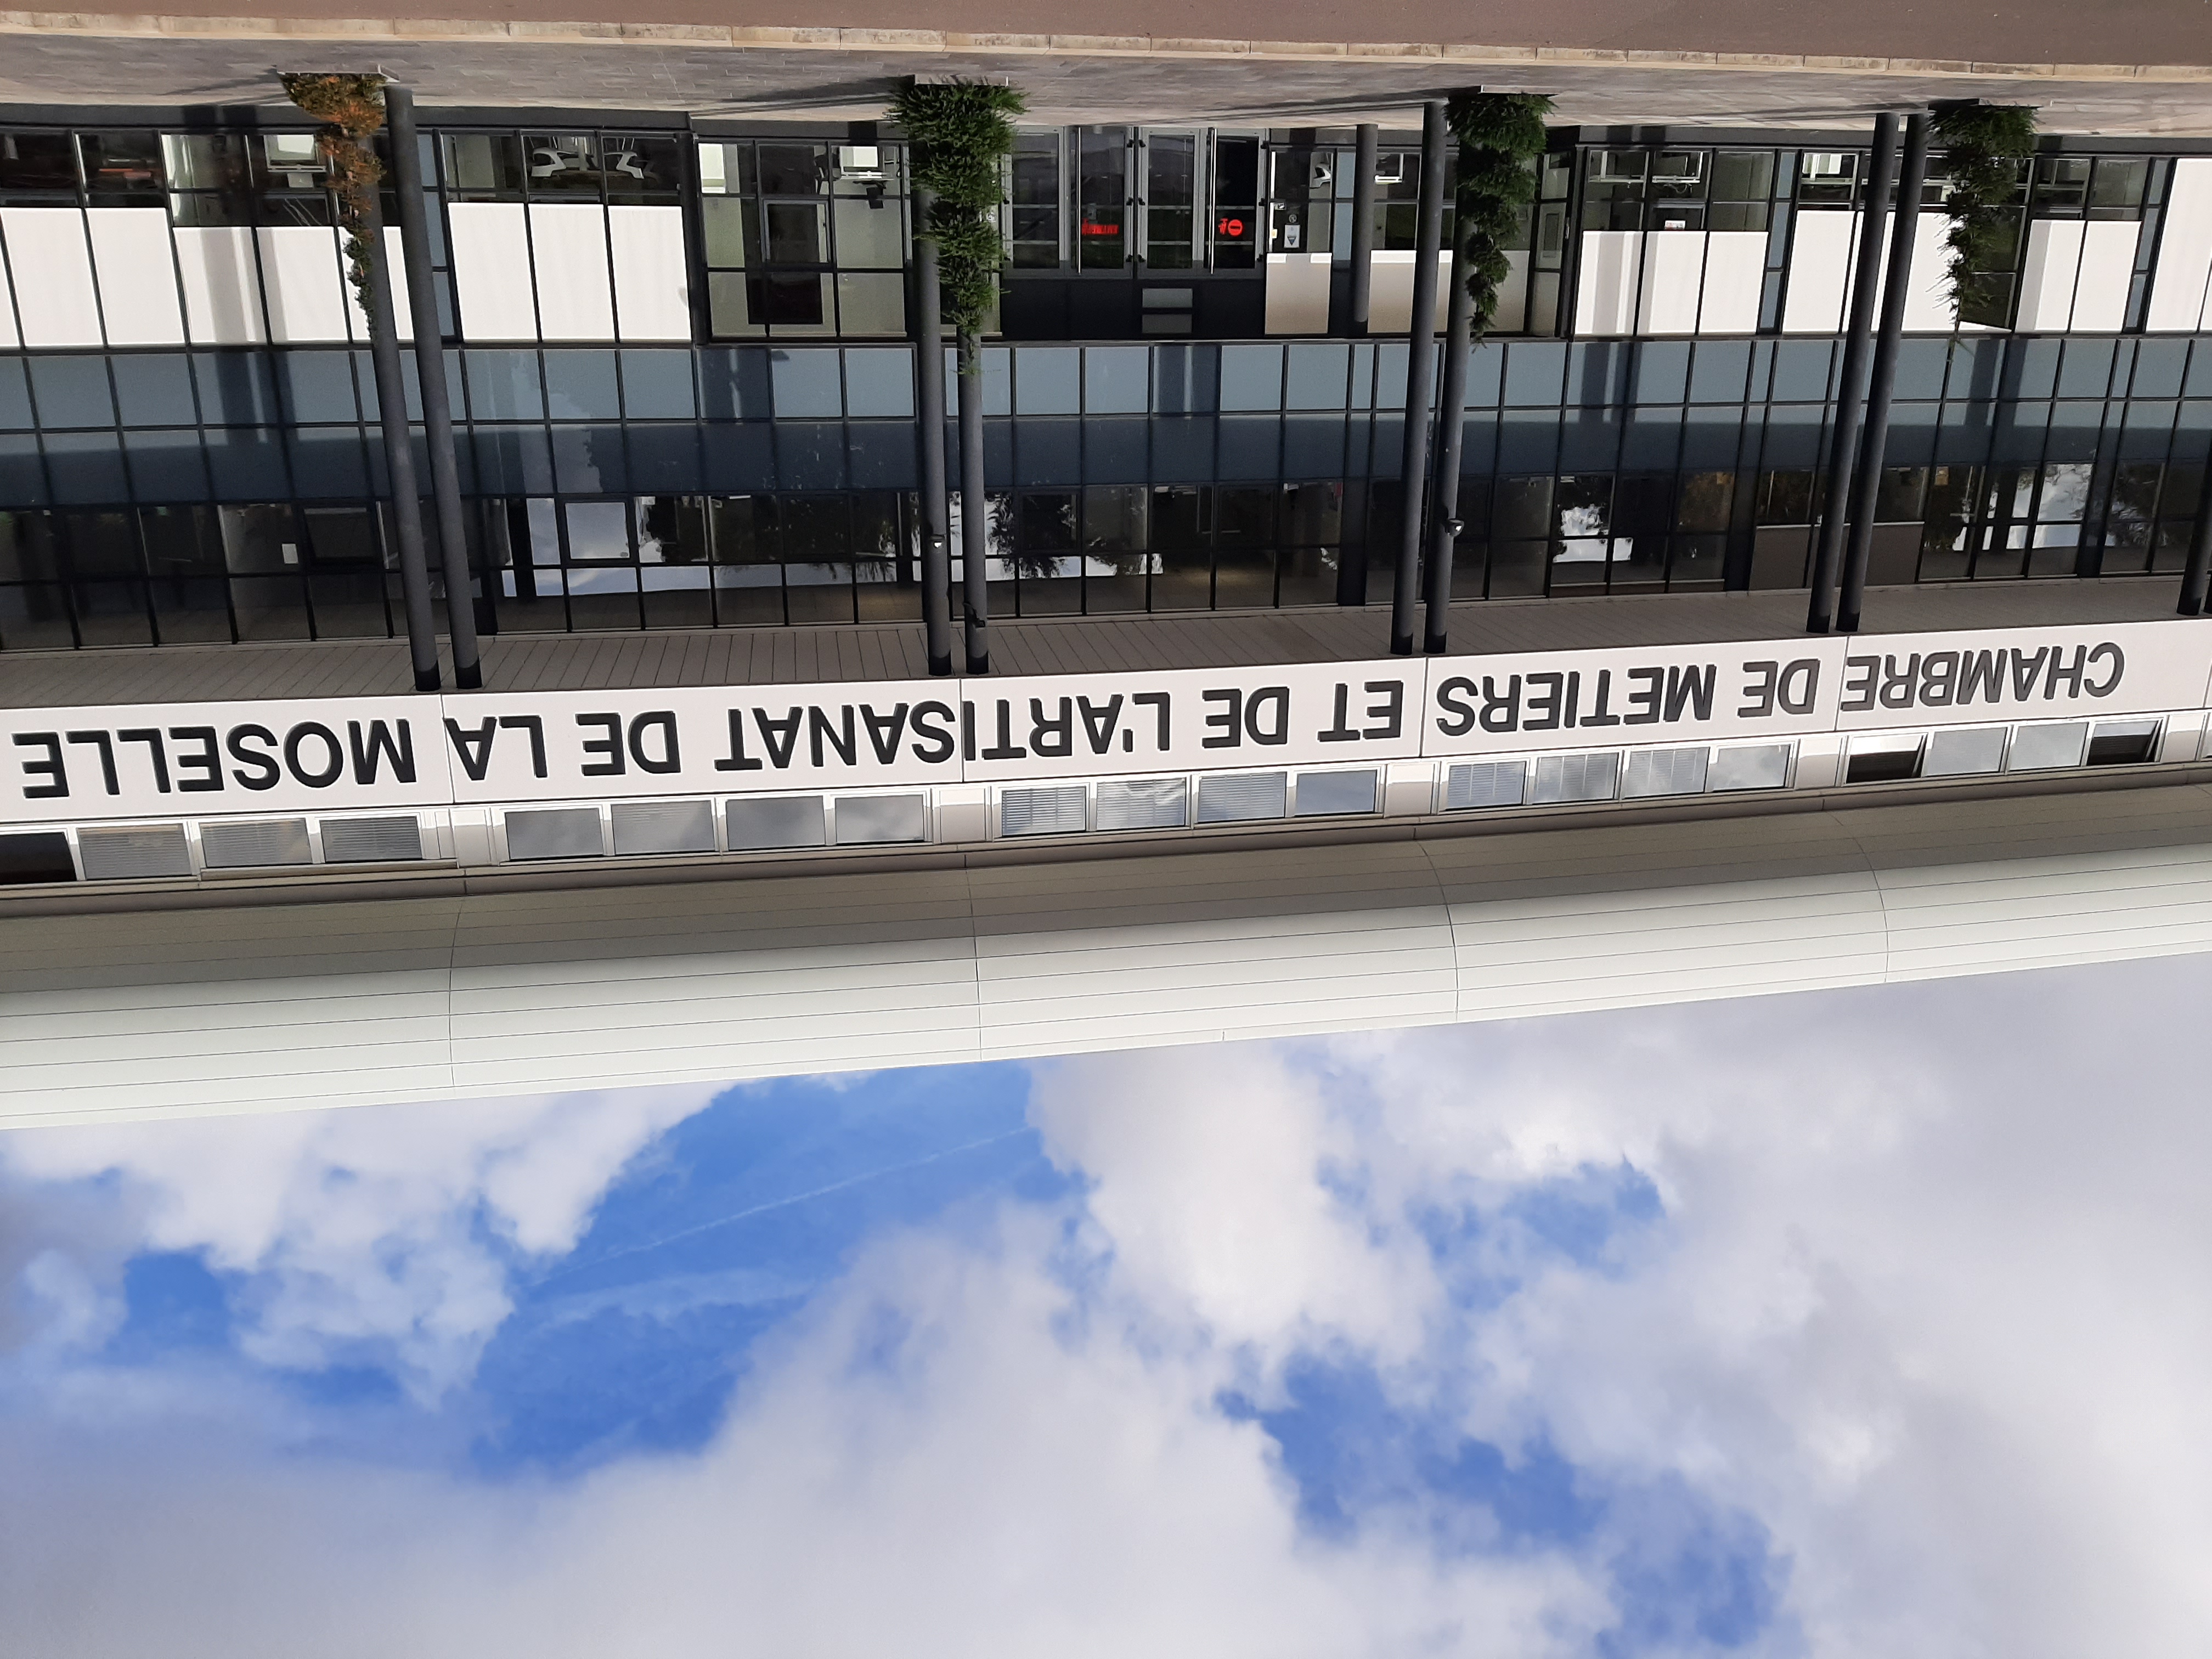 CHAMBRE DE METIERS ET DE L'ARTISANAT DE LA MOSELLE